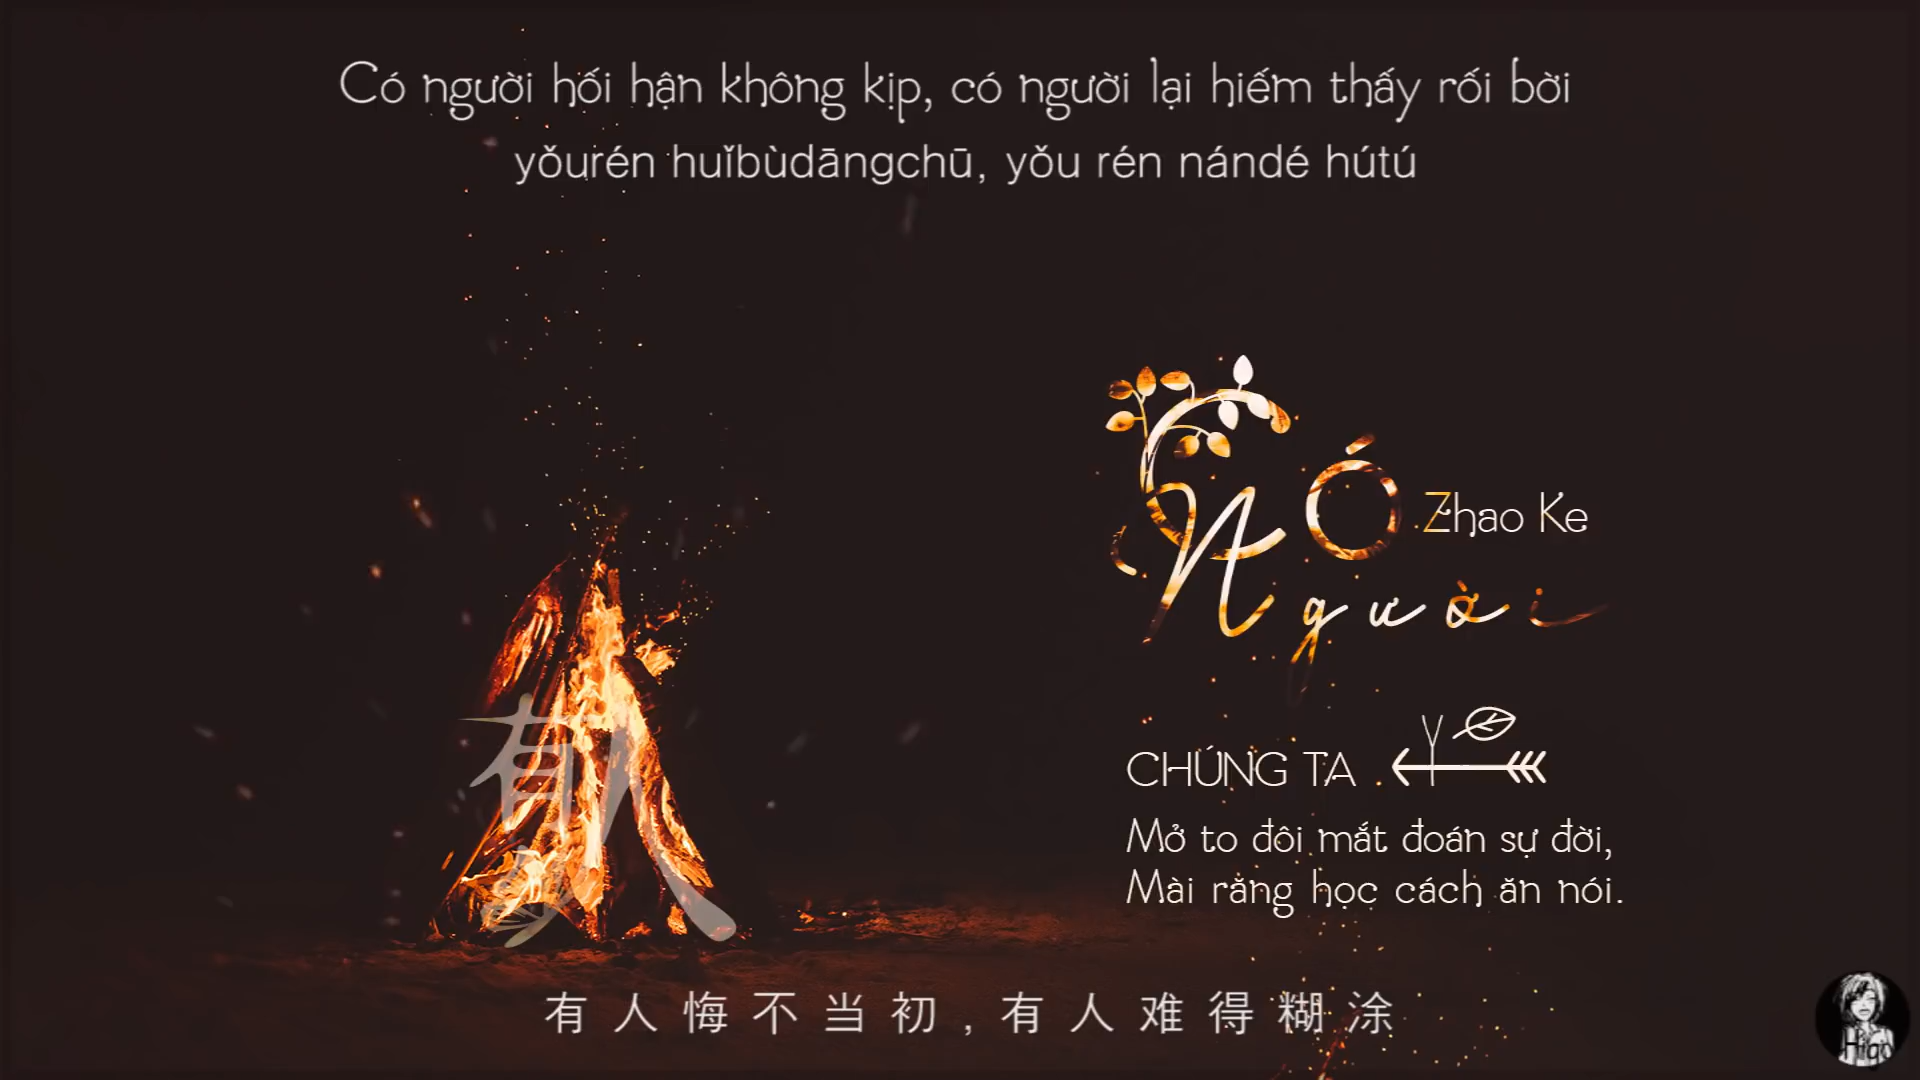 Có người hối hận không kịp, có người lại hiếm thấy rối bời
yǒurén huǐbùdāngchū, yǒu rén nándé hútú
Có
Zhao Ke
Người
有人
CHÚNG TA
Mở to đôi mắt đoán sự đời,
Mài răng học cách ăn nói.
有人悔不当初,有人难得糊涂